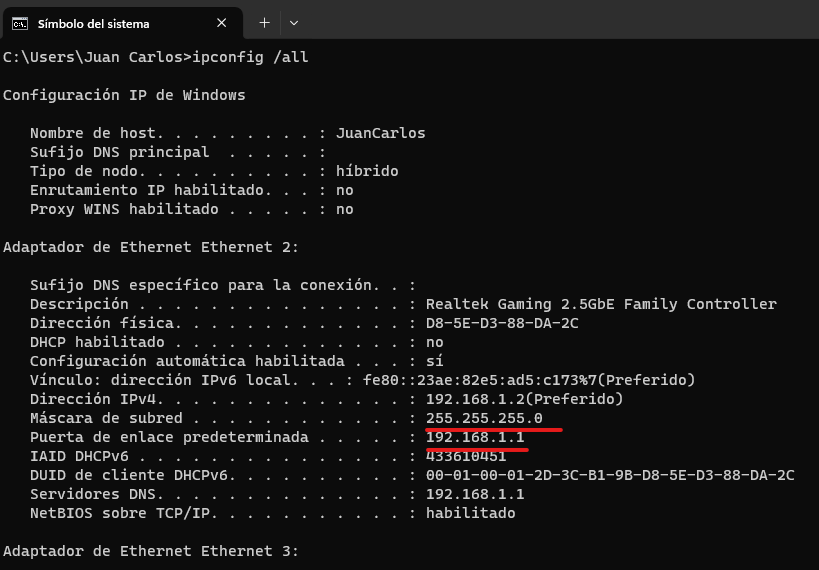 Símbolo del sistema
C:\Users\Juan Carlos>ipconfig /all
Configuración IP de Windows
Nombre de host. . . . . . . . . : JuanCarlos
Sufijo DNS principal  . . . . . :
Tipo de nodo. . . . . . . . . . : híbrido
Enrutamiento IP habilitado. . . : no
Proxy WINS habilitado . . . . . : no
Adaptador de Ethernet Ethernet 2:
Sufijo DNS específico para la conexión. . :
Descripción . . . . . . . . . . . . . . . : Realtek Gaming 2.5GbE Family Controller
Dirección física. . . . . . . . . . . . . : D8-5E-D3-88-DA-2C
DHCP habilitado . . . . . . . . . . . . . : no
Configuración automática habilitada . . . : sí
Vínculo: dirección IPv6 local. . . : fe80::23ae:82e5:ad5:c173%7(Preferido)
Dirección IPv4. . . . . . . . . . . . . . : 192.168.1.2(Preferido)
Máscara de subred . . . . . . . . . . . . : 255.255.255.0
Puerta de enlace predeterminada . . . . . : 192.168.1.1
IAID DHCPv6 . . . . . . . . . . . . . . . : 433610451
DUID de cliente DHCPv6. . . . . . . . . . : 00-01-00-01-2D-3C-B1-9B-D8-5E-D3-88-DA-2C
Servidores DNS. . . . . . . . . . . . . . : 192.168.1.1
NetBIOS sobre TCP/IP. . . . . . . . . . . : habilitado
Adaptador de Ethernet Ethernet 3: